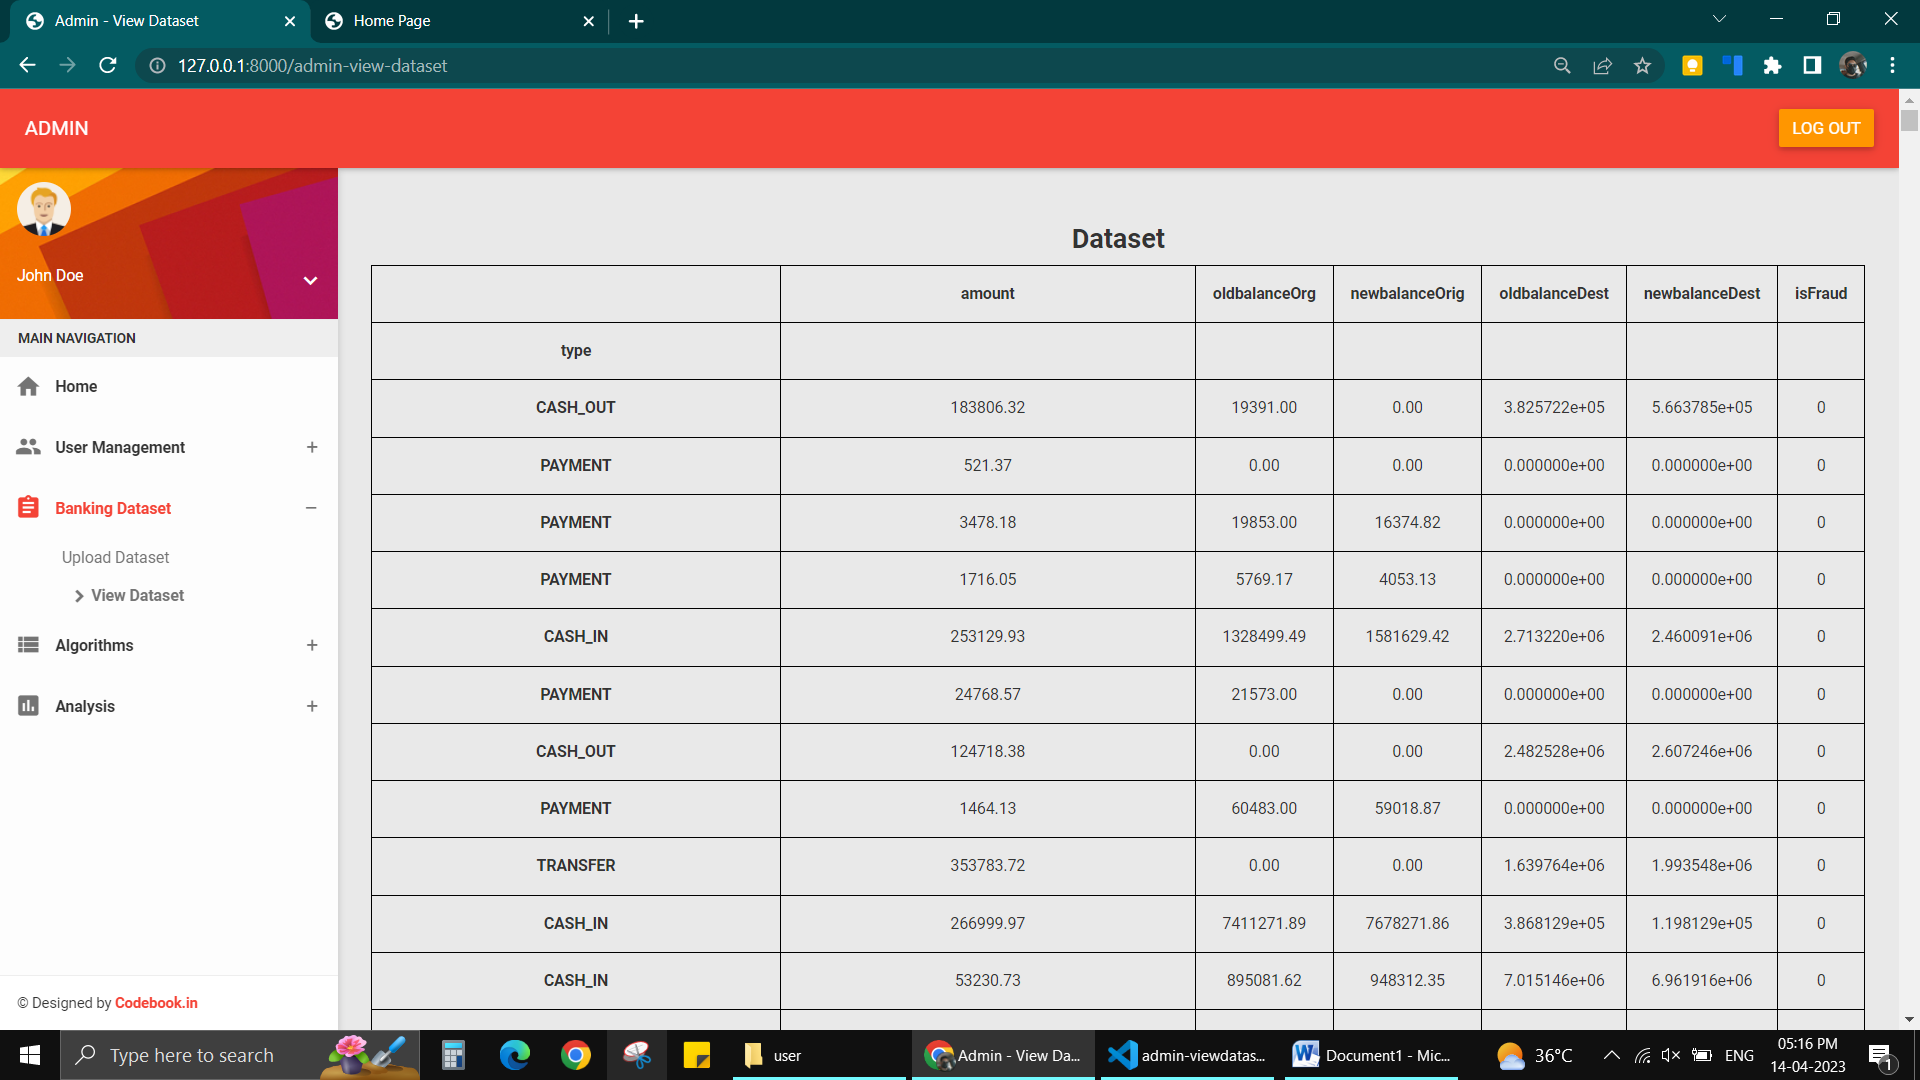 Admin - View Dataset
Home Page
127.0.0.1:8000/admin-view-dataset
ADMIN
LOG OUT
John Doe
MAIN NAVIGATION
Home
User Management
Banking Dataset
Upload Dataset
View Dataset
Algorithms
Analysis
© Designed by Codebook.in
Dataset
amount oldbalanceOrg newbalanceOrig oldbalanceDest newbalanceDest isFraud
type
CASH_OUT 183806.32 19391.00 0.00 3.825722e+05 5.663785e+05 0
PAYMENT 521.37 0.00 0.00 0.000000e+00 0.000000e+00 0
PAYMENT 3478.18 19853.00 16374.82 0.000000e+00 0.000000e+00 0
PAYMENT 1716.05 5769.17 4053.13 0.000000e+00 0.000000e+00 0
CASH_IN 253129.93 1328499.49 1581629.42 2.713220e+06 2.460091e+06 0
PAYMENT 24768.57 21573.00 0.00 0.000000e+00 0.000000e+00 0
CASH_OUT 124718.38 0.00 0.00 2.482528e+06 2.607246e+06 0
PAYMENT 1464.13 60483.00 59018.87 0.000000e+00 0.000000e+00 0
TRANSFER 353783.72 0.00 0.00 1.639764e+06 1.993548e+06 0
CASH_IN 266999.97 7411271.89 7678271.86 3.868129e+05 1.198129e+05 0
CASH_IN 53230.73 895081.62 948312.35 7.015146e+06 6.961916e+06 0
Type here to search
user
Admin - View Da...
admin-viewdatas...
Document1 - Mic...
36°C
ENG
05:16 PM
14-04-2023
1